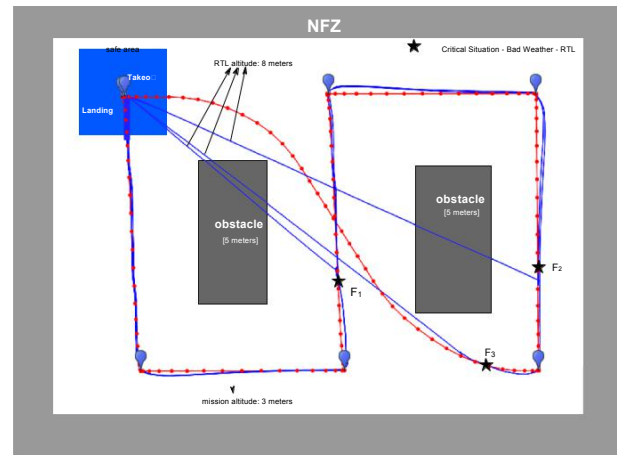 NFZ
safe area
Critical Situation - Bad Weather - RTL
RTL altitude: 8 meters
Takeo□
Landing
obstacle
[5 meters]
obstacle
[5 meters]
F1
F2
F3
mission altitude: 3 meters